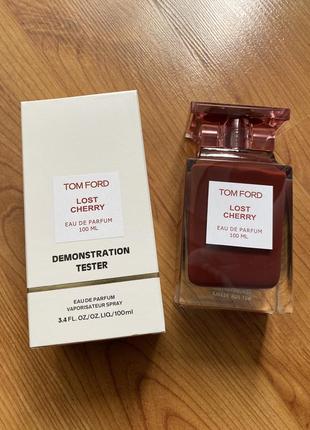 TOM FORD
LOST
CHERRY
EAU DE PARFUM
100 ML
DEMONSTRATION
TESTER
EAU DE PARFUM
VAPORISATEUR SPRAY
3.4 FL. OZ./OZ. LIQ./100ml
TOM FORD
LOST
CHERRY
EAU DE PARFUM
100 ML